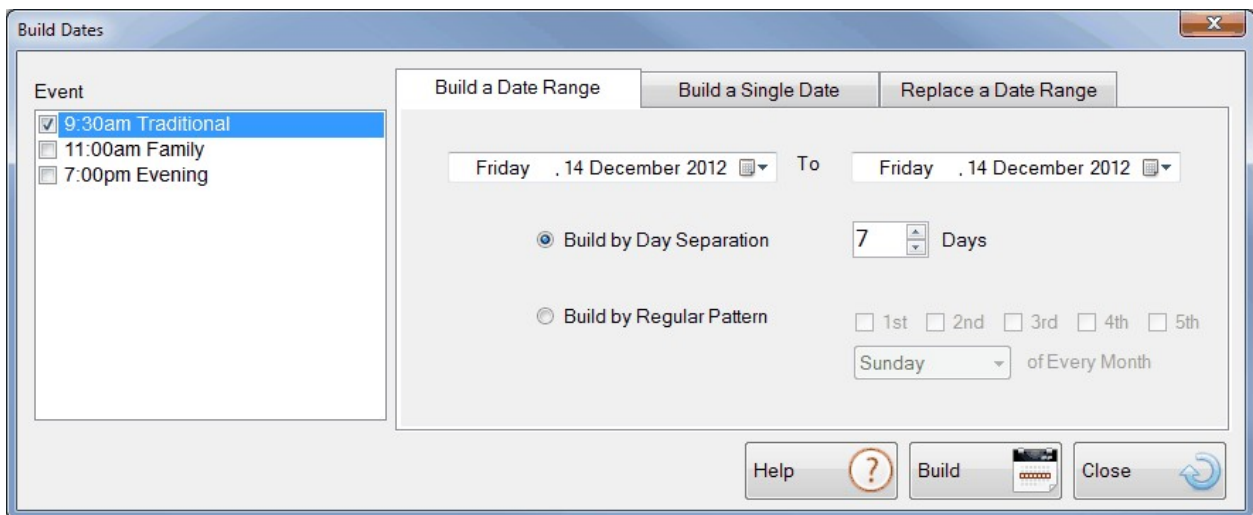 Build Dates
Event
9:30am Traditional
11:00am Family
7:00pm Evening
Build a Date Range
Build a Single Date
Replace a Date Range
Friday , 14 December 2012 To Friday , 14 December 2012
Build by Day Separation 7 Days
Build by Regular Pattern 1st 2nd 3rd 4th 5th
Sunday of Every Month
Help ? Build Close